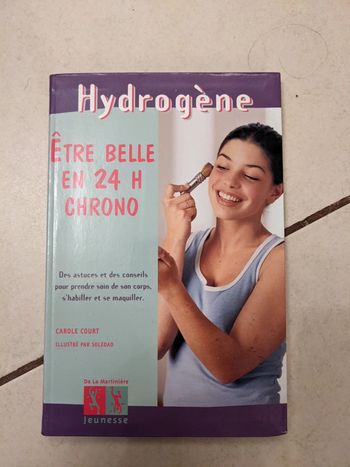 Hydrogène
ÊTRE BELLE
EN 24 H
CHRONO
Des astuces et des conseils
pour prendre soin de son corps,
s'habiller et se maquiller.
CAROLE COURT
ILLUSTRÉ PAR SOLEDAD
De La Martinière
Jeunesse